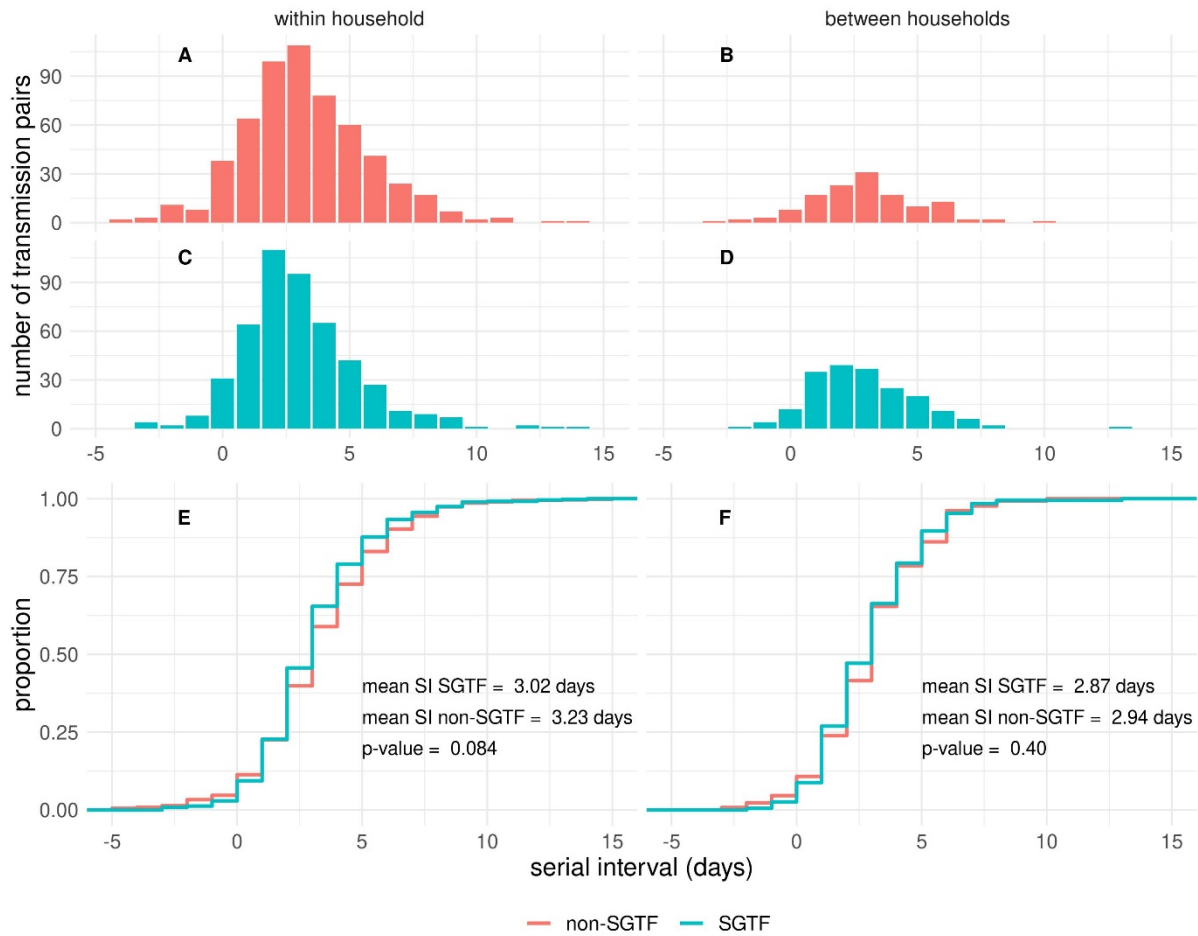 within household
between households
number of transmission pairs
A
B
90
60
30
0
C
D
90
60
30
0
-5
0
5
10
15
-5
0
5
10
15
proportion
1.00
0.75
0.50
0.25
0.00
E
F
mean SI SGTF = 3.02 days
mean SI non-SGTF = 3.23 days
p-value = 0.084
mean SI SGTF = 2.87 days
mean SI non-SGTF = 2.94 days
p-value = 0.40
-5
0
5
10
15
-5
0
5
10
15
serial interval (days)
non-SGTF
SGTF